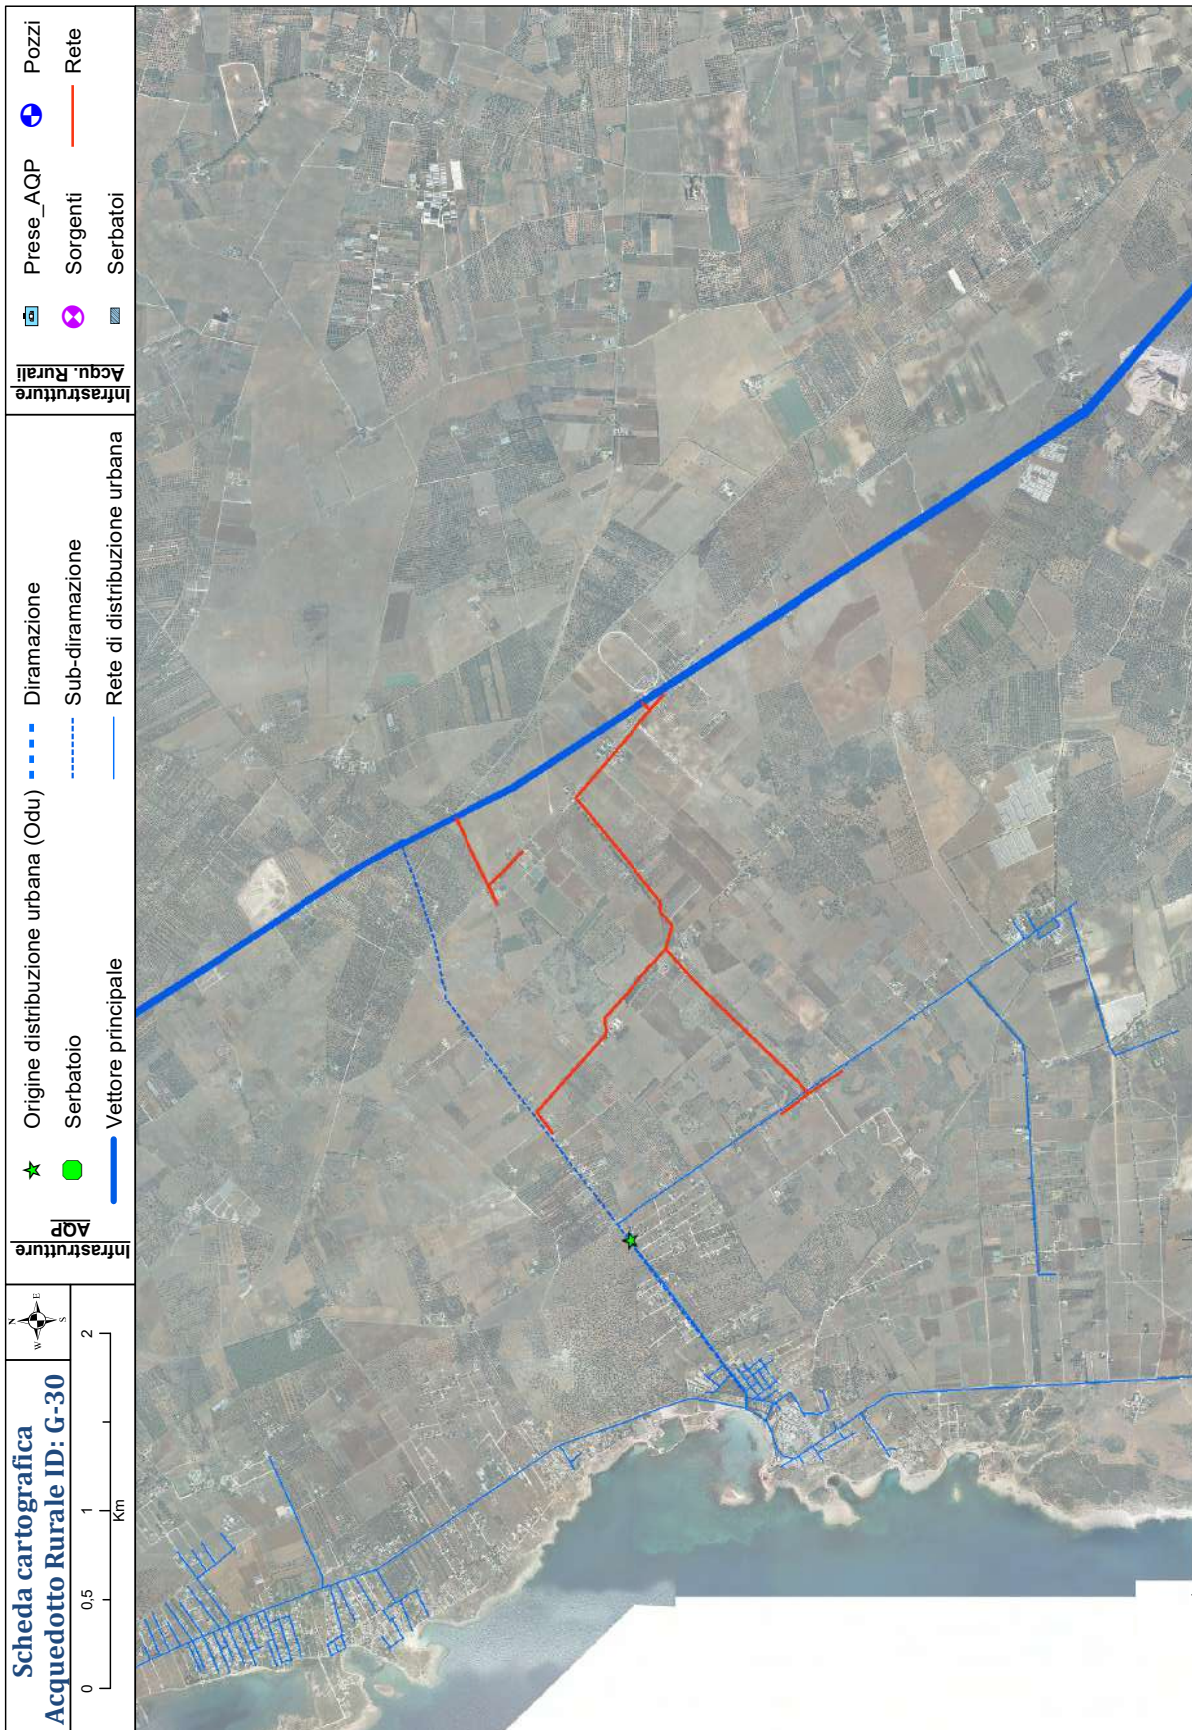 Scheda cartografica
Acquedotto Rurale ID: G-30
N
W
E
S
0
0,5
1
2
Km
Infrastrutture
AQP
Origine distribuzione urbana (Odu)
Serbatoio
Vettore principale
Diramazione
Sub-diramazione
Rete di distribuzione urbana
Infrastrutture
Acqu. Rurali
Prese_AQP
Sorgenti
Serbatoi
Pozzi
Rete